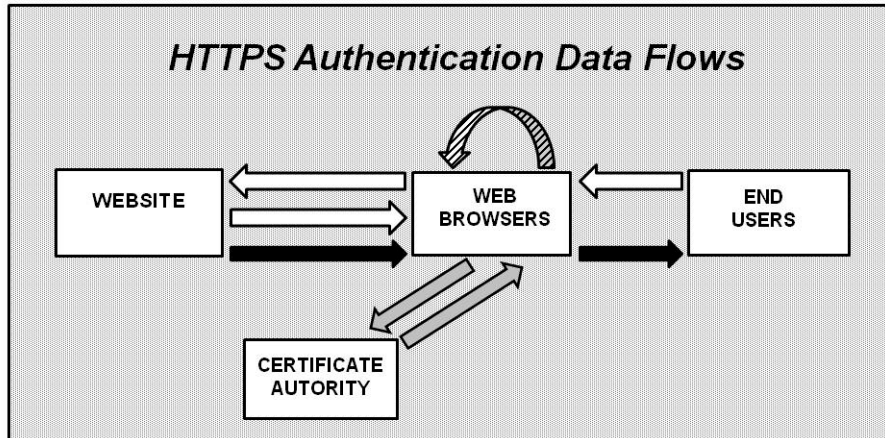 HTTPS Authentication Data Flows
WEBSITE
WEB
BROWSERS
END
USERS
CERTIFICATE
AUTORITY